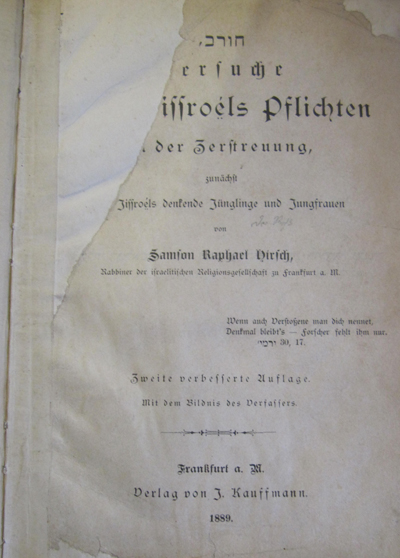 חורב,
ersuche
Jissroéls Pflichten
der Zerstreuung,
zunächst
Jissroéls denkende Jünglinge und Jungfrauen
von
Samson Raphael Hirsch,
Rabbiner der israelitischen Religionsgesellschaft zu Frankfurt a. M.
Wenn auch Verstoßene man dich nennet,
Denkmal bleibt's — Forscher fehlt ihm nur.
ירמי׳ 30, 17.
Zweite verbesserte Auflage.
Mit dem Bildnis des Verfassers.
Frankfurt a. M.
Verlag von J. Kauffmann.
1889.